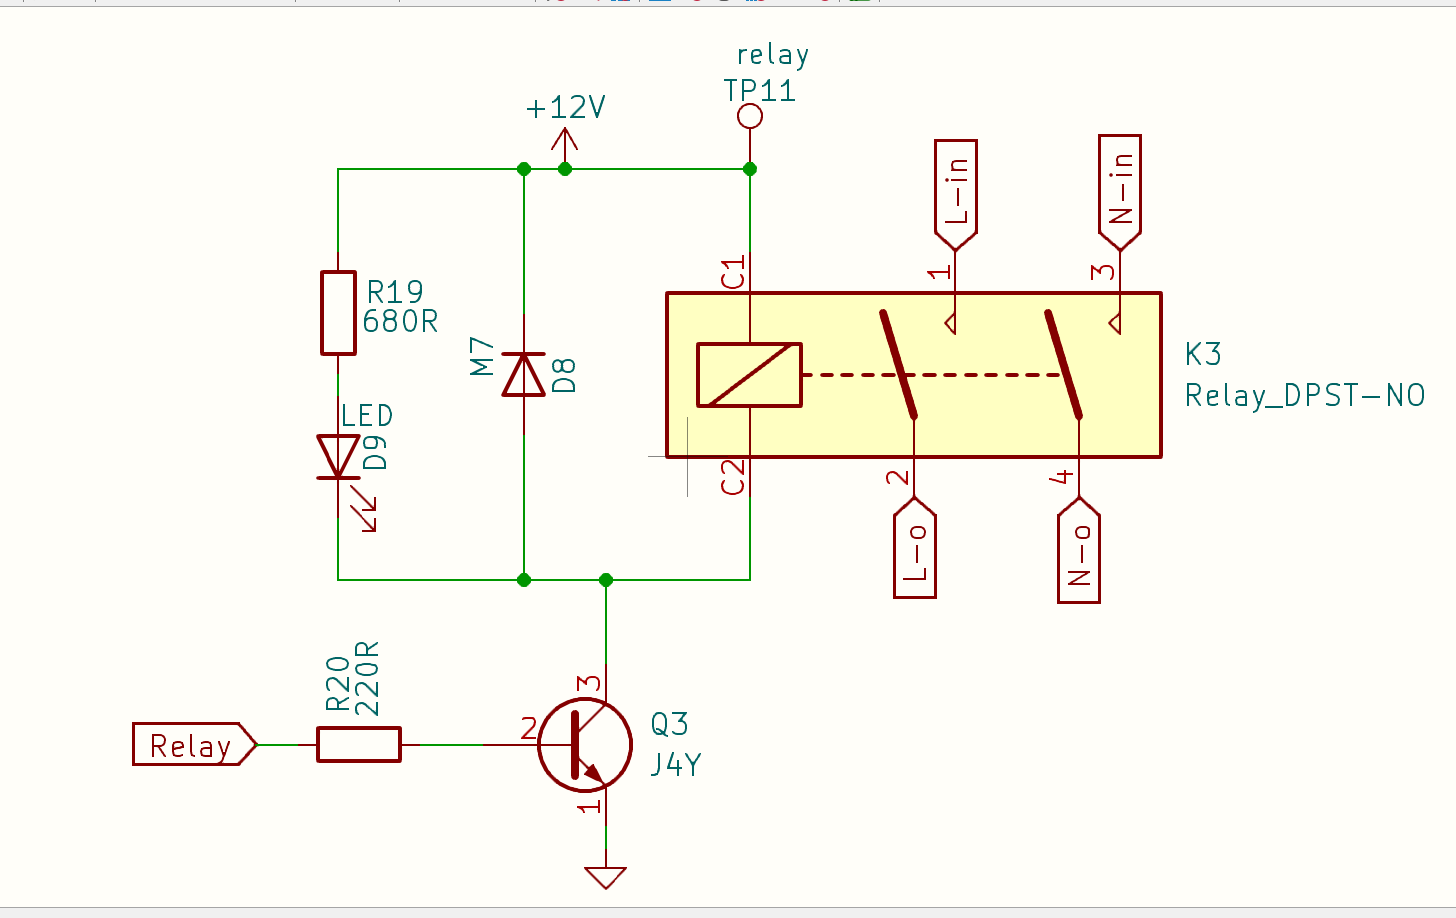 relay
TP11
+12V
L-in
N-in
1
3
C1
R19
680R
M7
D8
K3
Relay_DPST-NO
LED
D9
C2
2
4
L-o
N-o
R20
220R
3
2
Q3
J4Y
Relay
1